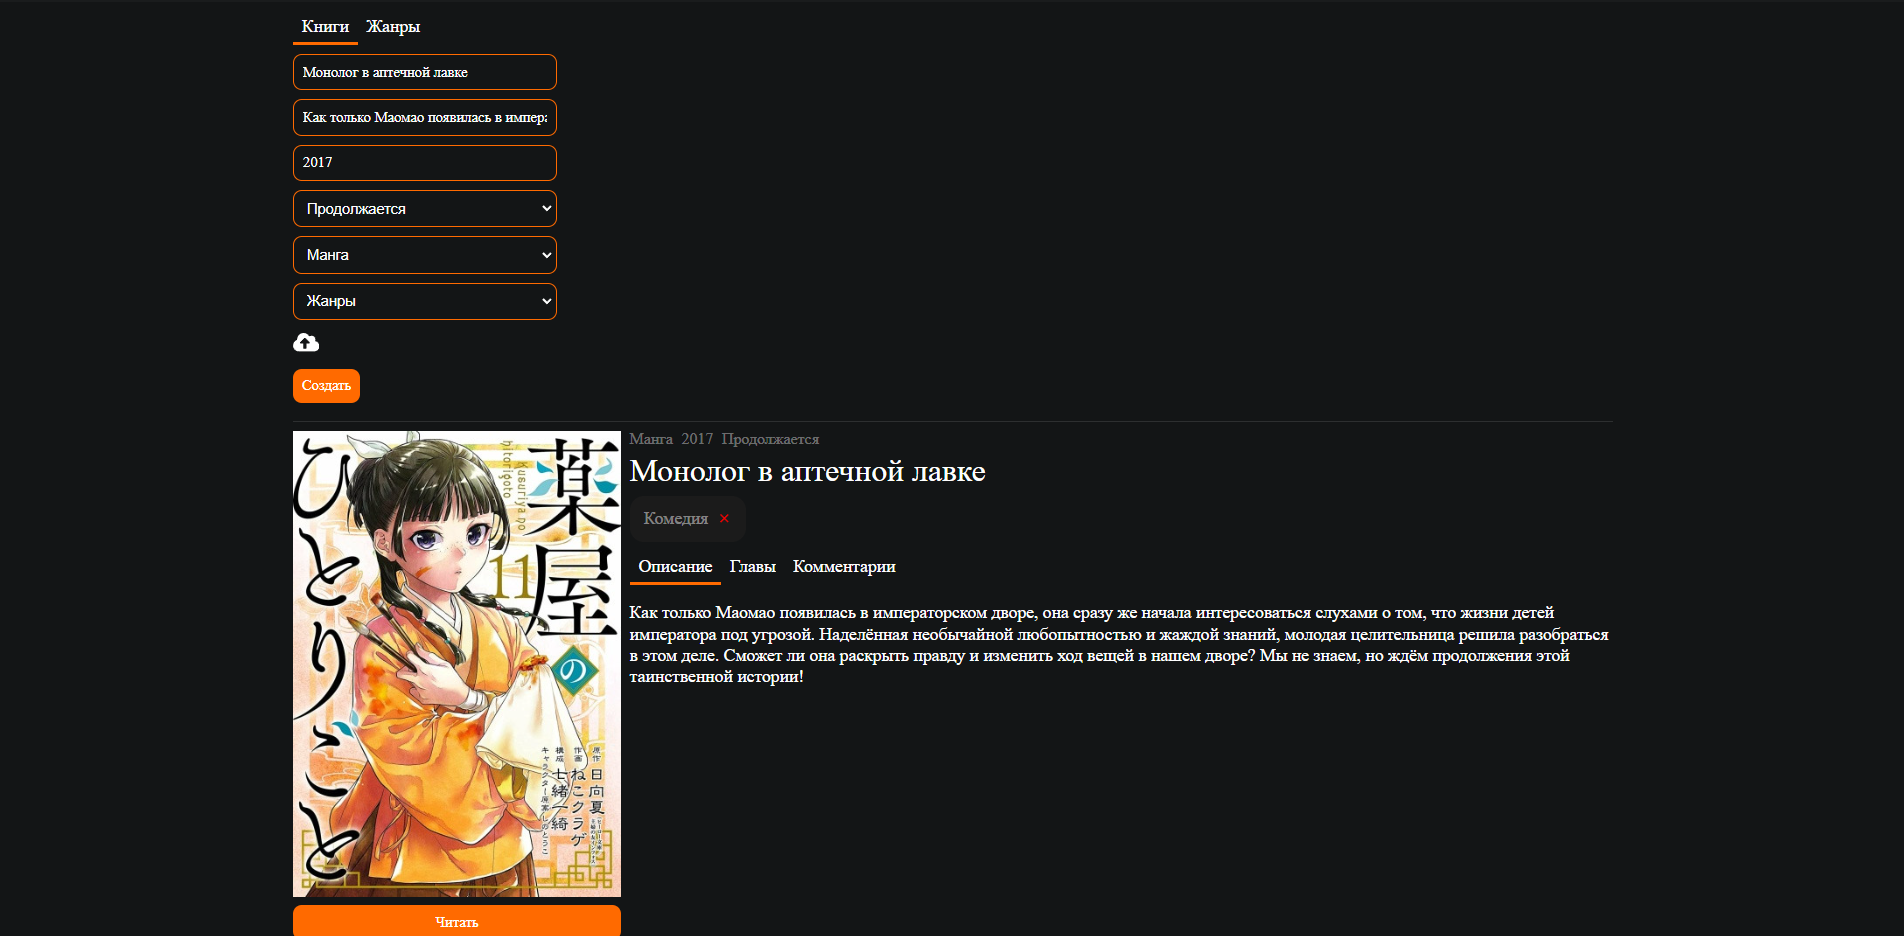 Книги Жанры
Монолог в аптечной лавке
Как только Маомао появилась в импера
2017
Продолжается
Манга
Жанры
Создать
Манга 2017 Продолжается
Монолог в аптечной лавке
Комедия ×
Описание Главы Комментарии
Как только Маомао появилась в императорском дворе, она сразу же начала интересоваться слухами о том, что жизни детей
императора под угрозой. Наделённая необычайной любопытностью и жаждой знаний, молодая целительница решила разобраться
в этом деле. Сможет ли она раскрыть правду и изменить ход вещей в нашем дворе? Мы не знаем, но ждём продолжения этой
таинственной истории!
薬屋の
ひとりごと
Kusuriya no
hitorigoto
11
原作 日向夏
作画 ねこクラゲ
構成 七緒一綺
キャラクター原案 しのとうこ
Читать